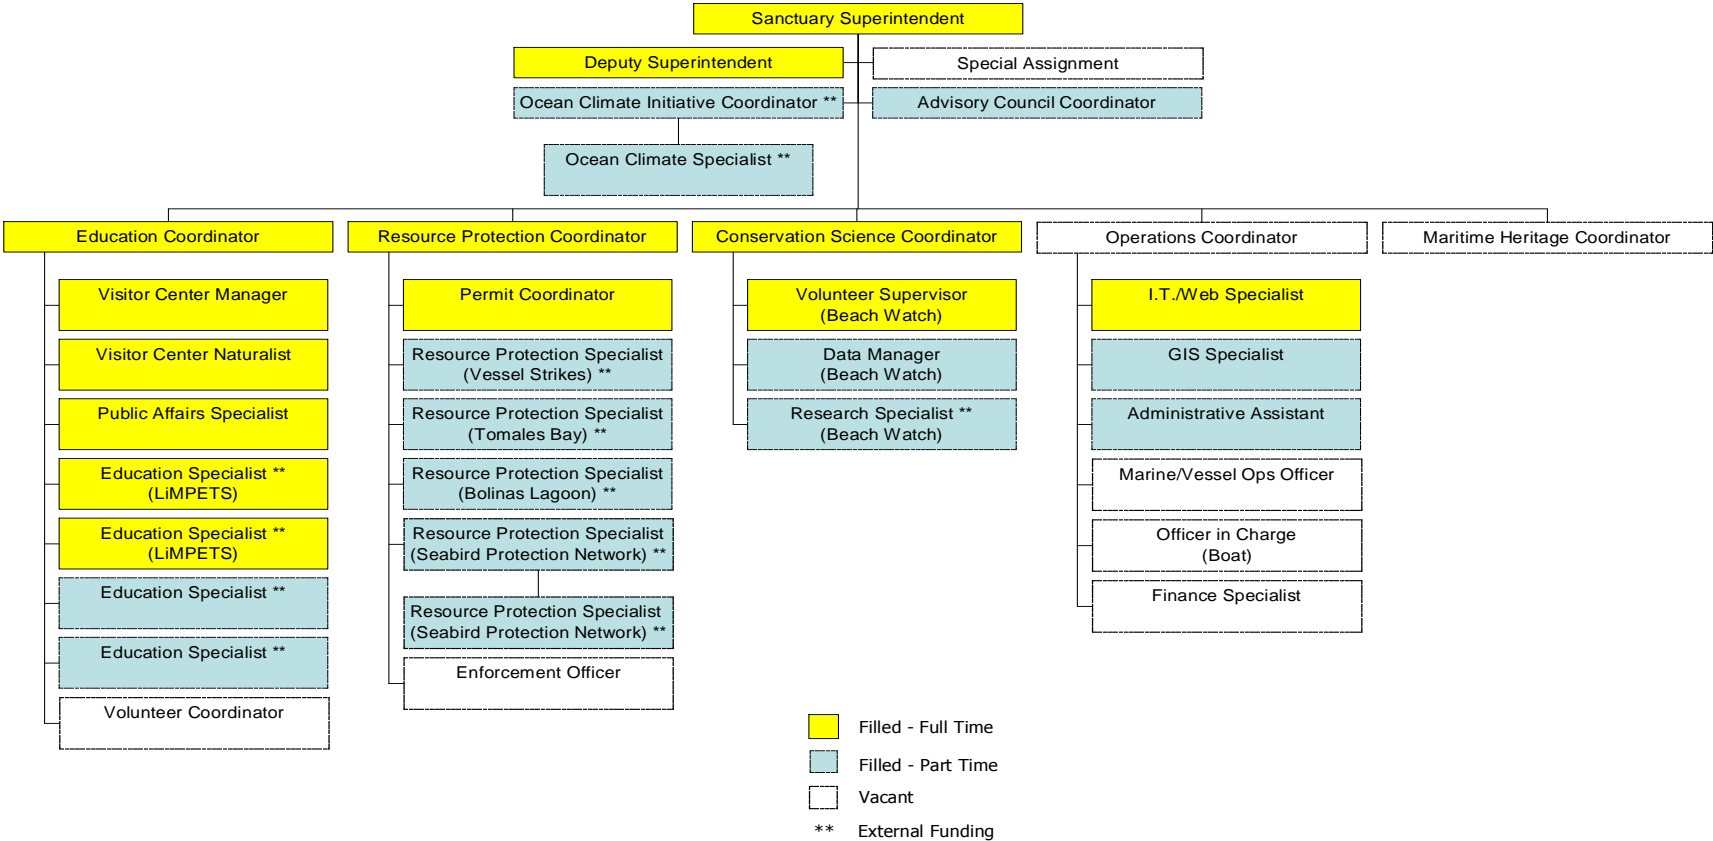 Sanctuary Superintendent
Deputy Superintendent
Special Assignment
Ocean Climate Initiative Coordinator **
Advisory Council Coordinator
Ocean Climate Specialist **
Education Coordinator
Resource Protection Coordinator
Conservation Science Coordinator
Operations Coordinator
Maritime Heritage Coordinator
Visitor Center Manager
Visitor Center Naturalist
Public Affairs Specialist
Education Specialist **
(LiMPETS)
Education Specialist **
(LiMPETS)
Education Specialist **
Education Specialist **
Volunteer Coordinator
Permit Coordinator
Resource Protection Specialist
(Vessel Strikes) **
Resource Protection Specialist
(Tomales Bay) **
Resource Protection Specialist
(Bolinas Lagoon) **
Resource Protection Specialist
(Seabird Protection Network) **
Resource Protection Specialist
(Seabird Protection Network) **
Enforcement Officer
Volunteer Supervisor
(Beach Watch)
Data Manager
(Beach Watch)
Research Specialist **
(Beach Watch)
I.T./Web Specialist
GIS Specialist
Administrative Assistant
Marine/Vessel Ops Officer
Officer in Charge
(Boat)
Finance Specialist
Filled - Full Time
Filled - Part Time
Vacant
** External Funding